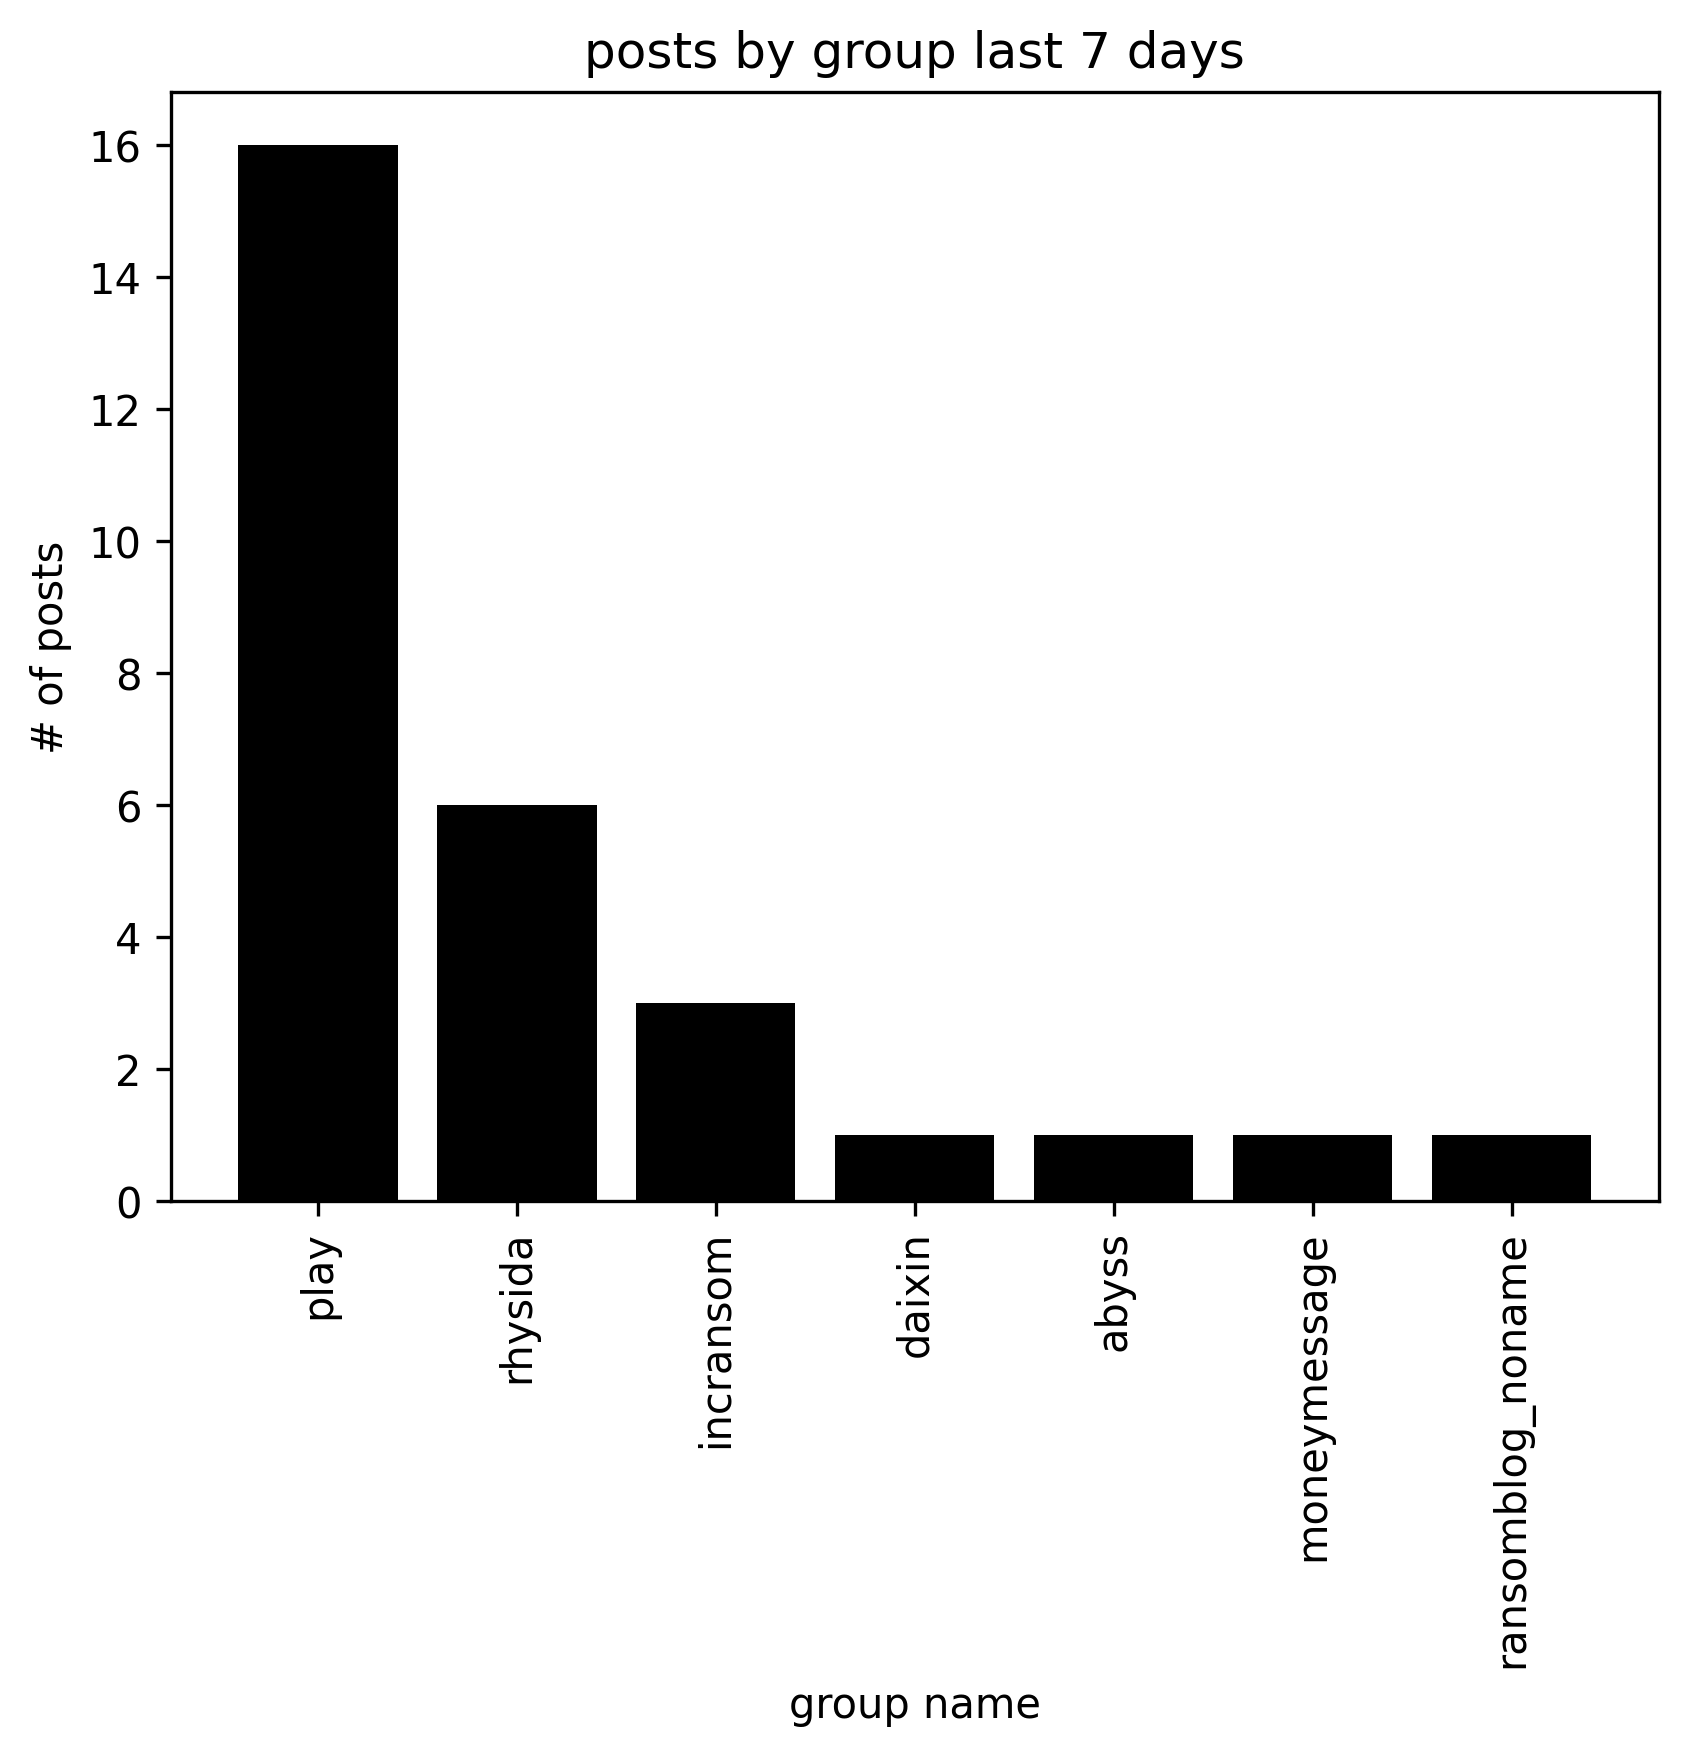 posts by group last 7 days
16
14
12
10
8
6
4
2
0
# of posts
play
rhysida
incransom
daixin
abyss
moneymessage
ransomblog_noname
group name